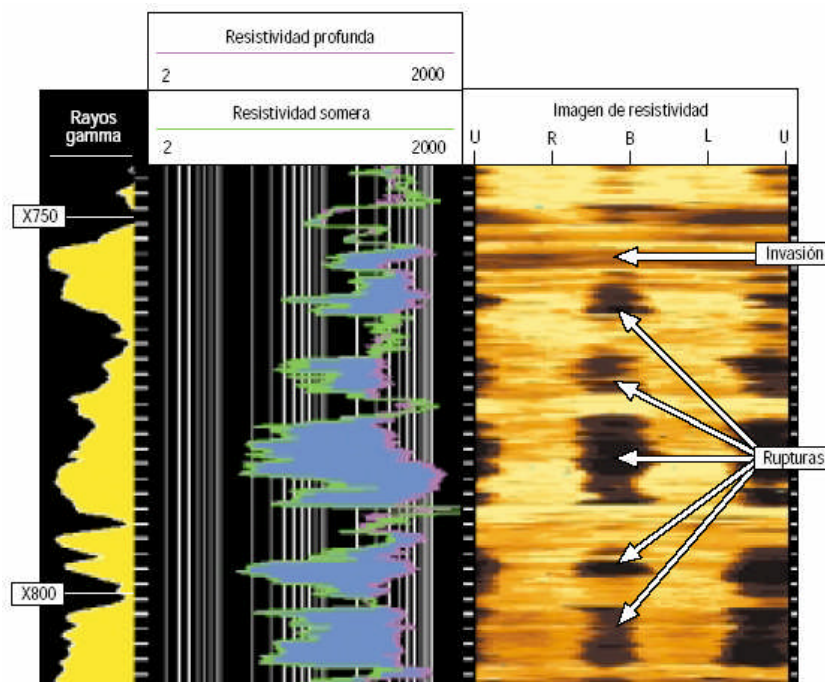 Resistividad profunda
2 2000
Rayos
gamma
Resistividad somera
2 2000
Imagen de resistividad
U R B L U
X750
Invasión
Rupturas
X800